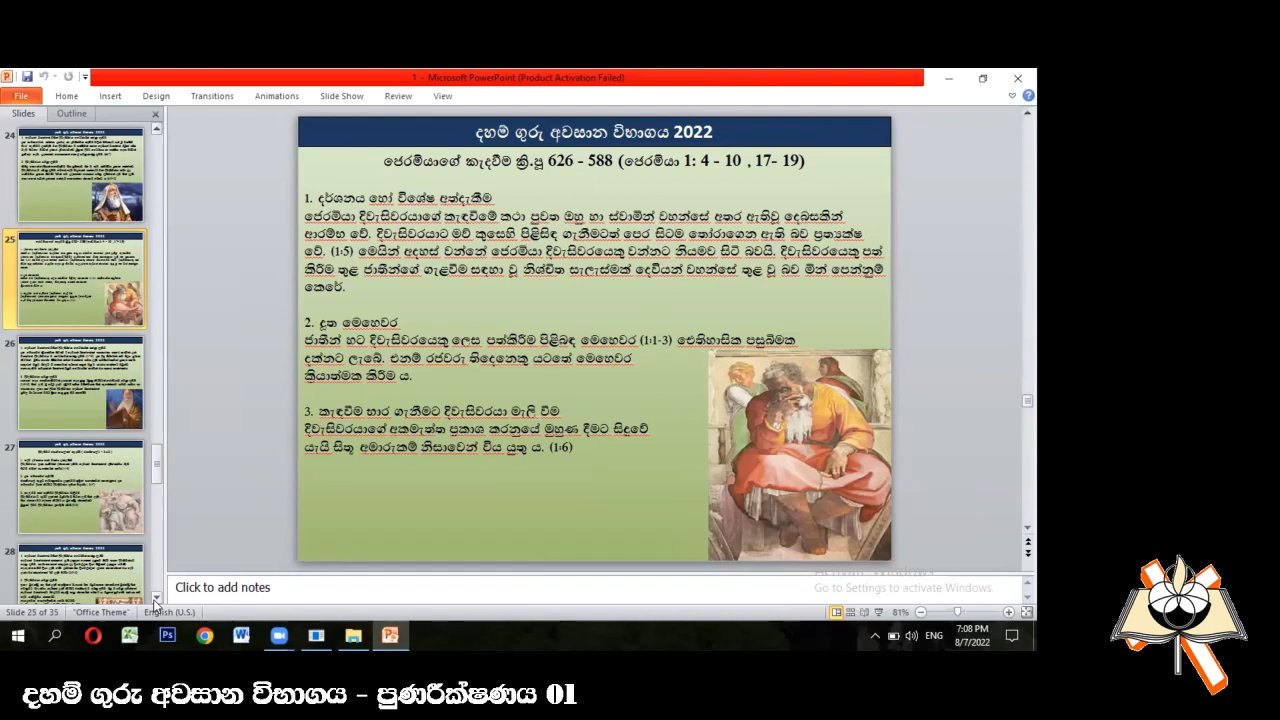 1 - Microsoft PowerPoint (Product Activation Failed)
File Home Insert Design Transitions Animations Slide Show Review View
Slides Outline
24
25
26
27
28
දහම් ගුරු අවසාන විභාගය 2022
ජෙරමියාගේ කැදවීම ක්‍රි.පූ 626 - 588 (ජෙරමියා 1: 4 - 10 , 17- 19)
1. දර්ශනය හෝ විශේෂ අත්දැකීම
ජෙරමියා දිවැසිවරයාගේ කැඳවීමේ කථා පුවත ඔහු හා ස්වාමින් වහන්සේ අතර ඇතිවූ දෙබසකින්
ආරම්භ වේ. දිවැසිවරයාට මව් කුසෙහි පිළිසිඳ ගැනීමටත් පෙර සිටම තෝරාගෙන ඇති බව ප්‍රත්‍යක්ෂ
වේ. (1:5) මෙයින් අදහස් වන්නේ ජෙරමියා දිවැසිවරයෙකු වන්නට නියමව සිටි බවයි. දිවැසිවරයෙකු පත්
කිරීම තුළ ජාතීන්ගේ ගැළවීම සඳහා වූ නිශ්චිත සැලැස්මක් දෙවියන් වහන්සේ තුළ වූ බව මින් පෙන්නුම්
කෙරේ.
2. දූත මෙහෙවර
ජාතීන් හට දිවැසිවරයෙකු ලෙස පත්කිරීම පිළිබඳ මෙහෙවර (1:1-3) ඓතිහාසික පසුබිමක
දක්නට ලැබේ. එනම් රජවරු තිදෙනෙකු යටතේ මෙහෙවර
ක්‍රියාත්මක කිරීම ය.
3. කැඳවීම භාර ගැනීමට දිවැසිවරයා මැලි වීම
දිවැසිවරයාගේ අකමැත්ත ප්‍රකාශ කරනුයේ මුහුණ දීමට සිදුවේ
යැයි සිතූ අමාරුකම් නිසාවෙන් විය යුතු ය. (1:6)
Click to add notes
Go to Settings to activate Windows.
Slide 25 of 35 "Office Theme" English (U.S.) 81%
ENG 7:08 PM
8/7/2022
දහම් ගුරු අවසාන විභාගය - පුණරීක්ෂණය 01